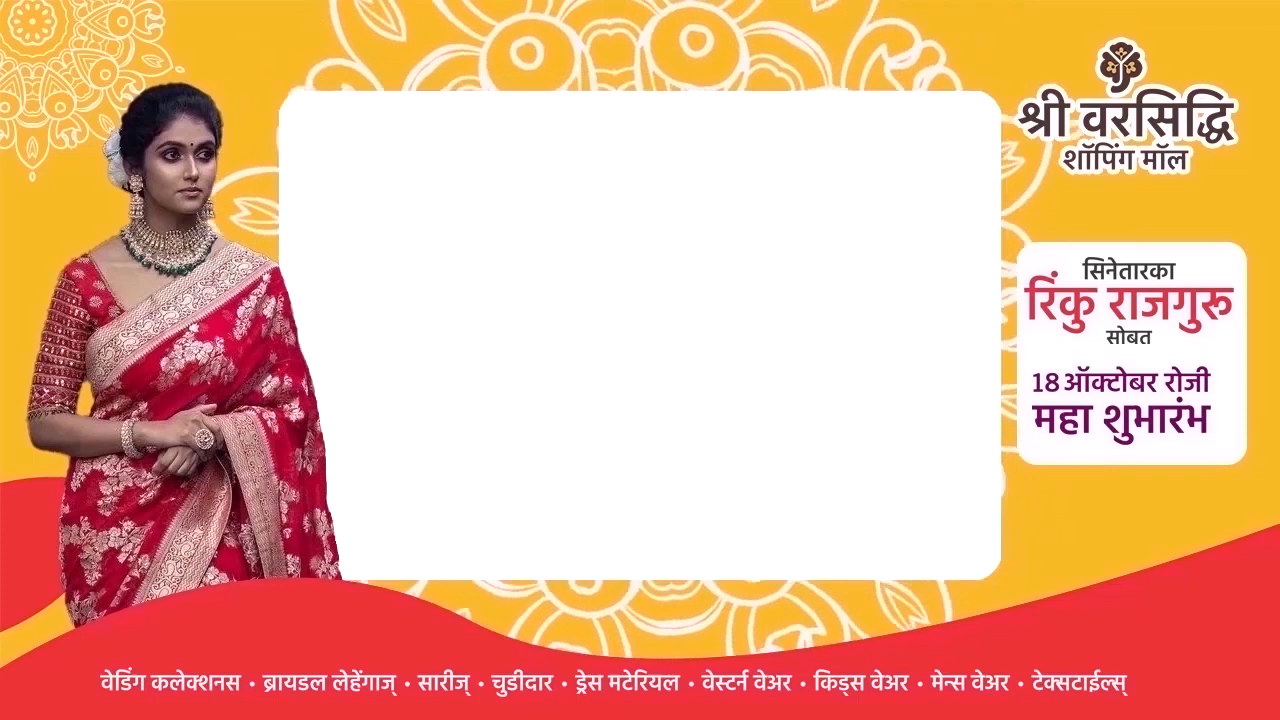 श्री वरसिद्धि
शॉपिंग मॉल
सिनेतारका
रिंकु राजगुरू
सोबत
18 ऑक्टोबर रोजी
महा शुभारंभ
वेडिंग कलेक्शनस • ब्रायडल लेहेंगाज् • सारीज् • चुडीदार • ड्रेस मटेरियल • वेस्टर्न वेअर • किड्स वेअर • मेन्स वेअर • टेक्सटाईल्स्